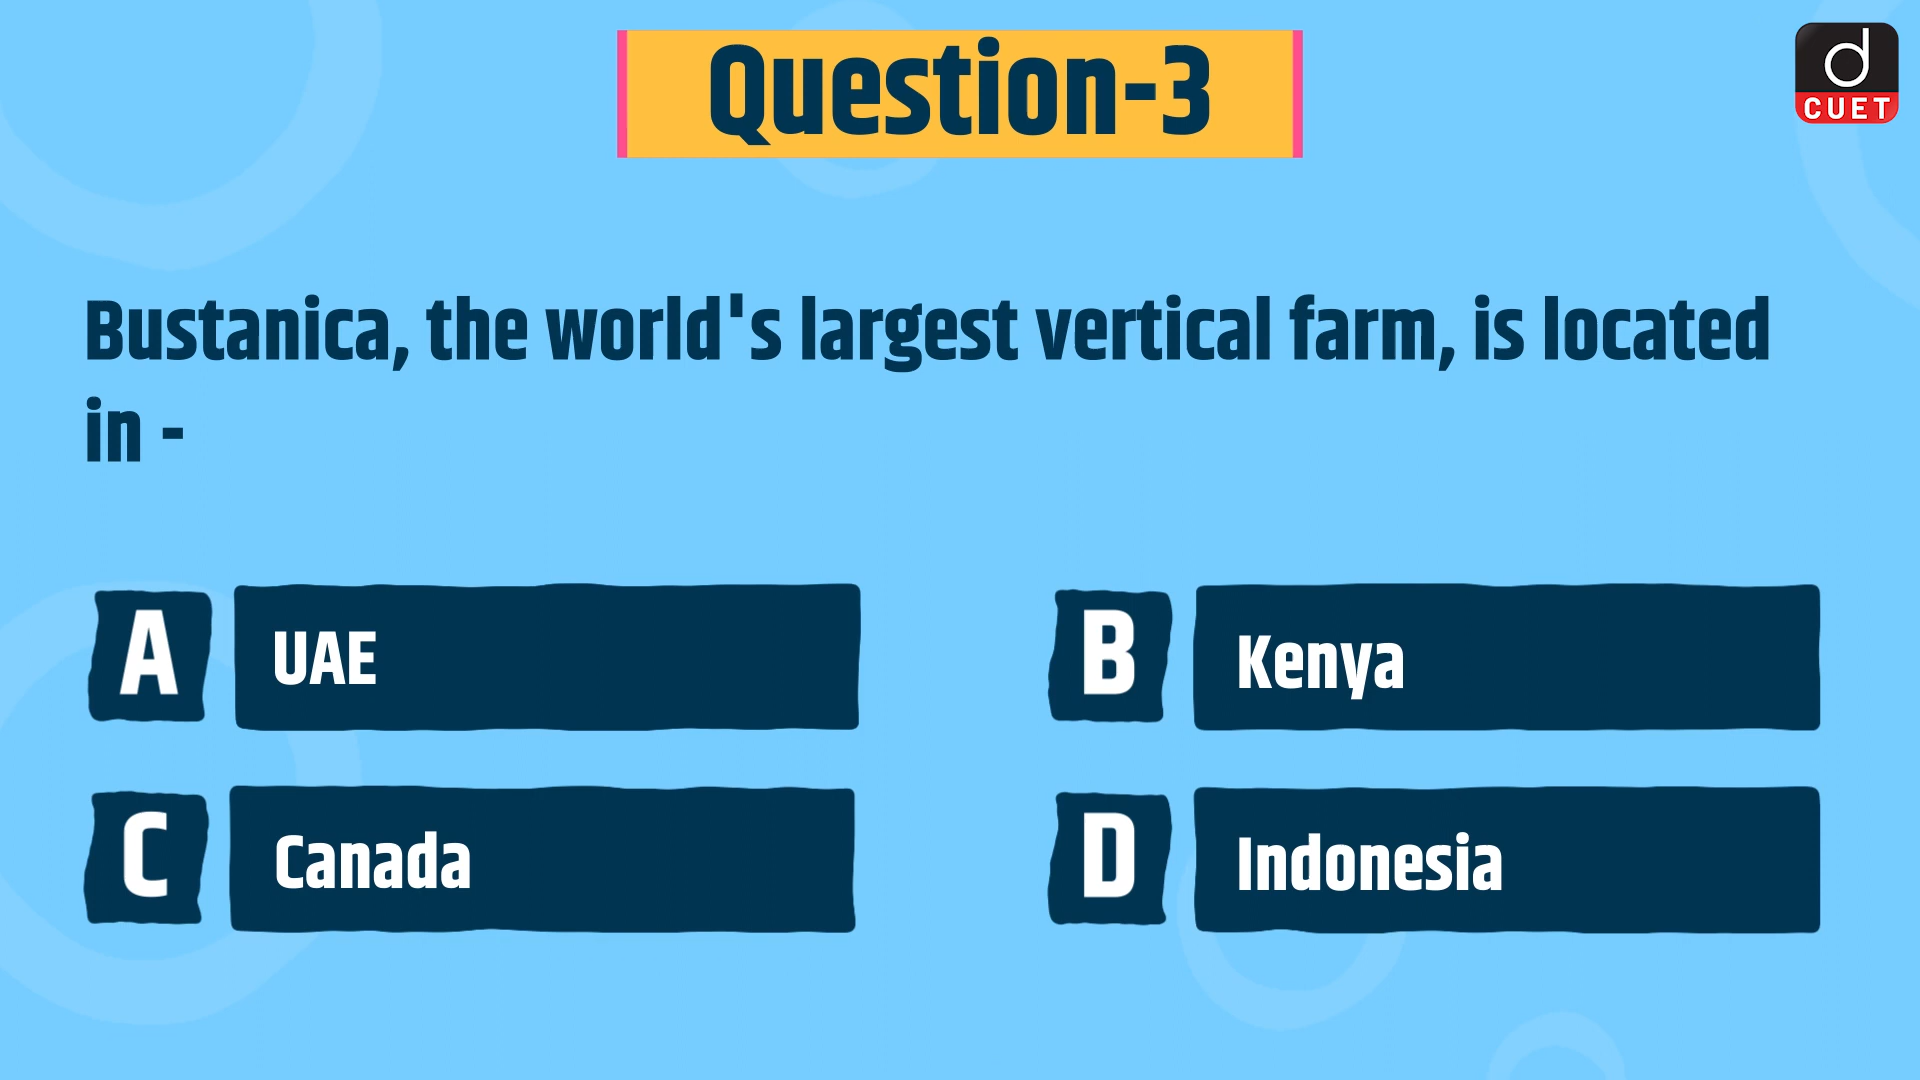 Question-3
d
CUET
Bustanica, the world's largest vertical farm, is located
in -
A UAE
B Kenya
C Canada
D Indonesia